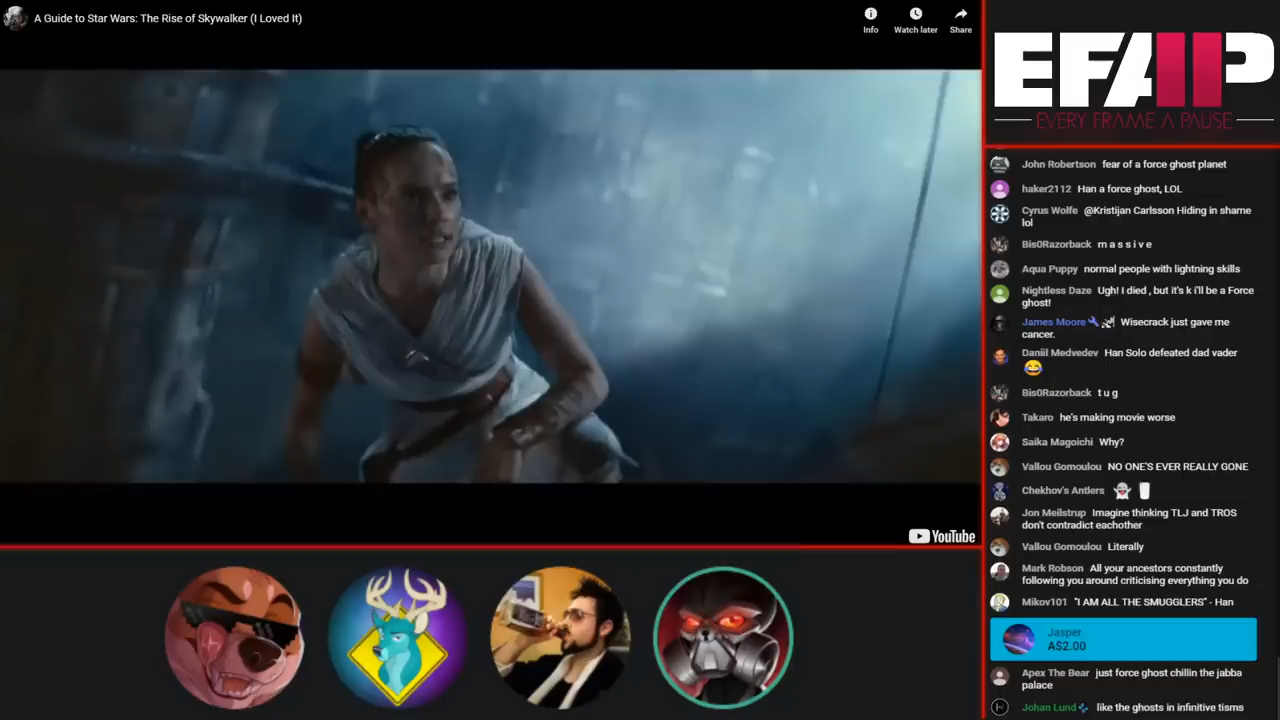 A Guide to Star Wars: The Rise of Skywalker (I Loved It)
Info
Watch later
Share
YouTube
EFAP
EVERY FRAME A PAUSE
John Robertson fear of a force ghost planet
haker2112 Han a force ghost, LOL
Cyrus Wolfe @Kristijan Carlsson Hiding in shame
lol
Bis0Razorback m a s s i v e
Aqua Puppy normal people with lightning skills
Nightless Daze Ugh! I died , but it's k i'll be a Force
ghost!
James Moore Wisecrack just gave me
cancer.
Daniil Medvedev Han Solo defeated dad vader
Bis0Razorback t u g
Takaro he's making movie worse
Saika Magoichi Why?
Vallou Gomoulou NO ONE'S EVER REALLY GONE
Chekhov's Antlers
Jon Meilstrup Imagine thinking TLJ and TROS
don't contradict eachother
Vallou Gomoulou Literally
Mark Robson All your ancestors constantly
following you around criticising everything you do
Mikov101 "I AM ALL THE SMUGGLERS" - Han
Jasper
A$2.00
Apex The Bear just force ghost chillin the jabba
palace
Johan Lund like the ghosts in infinitive tisms